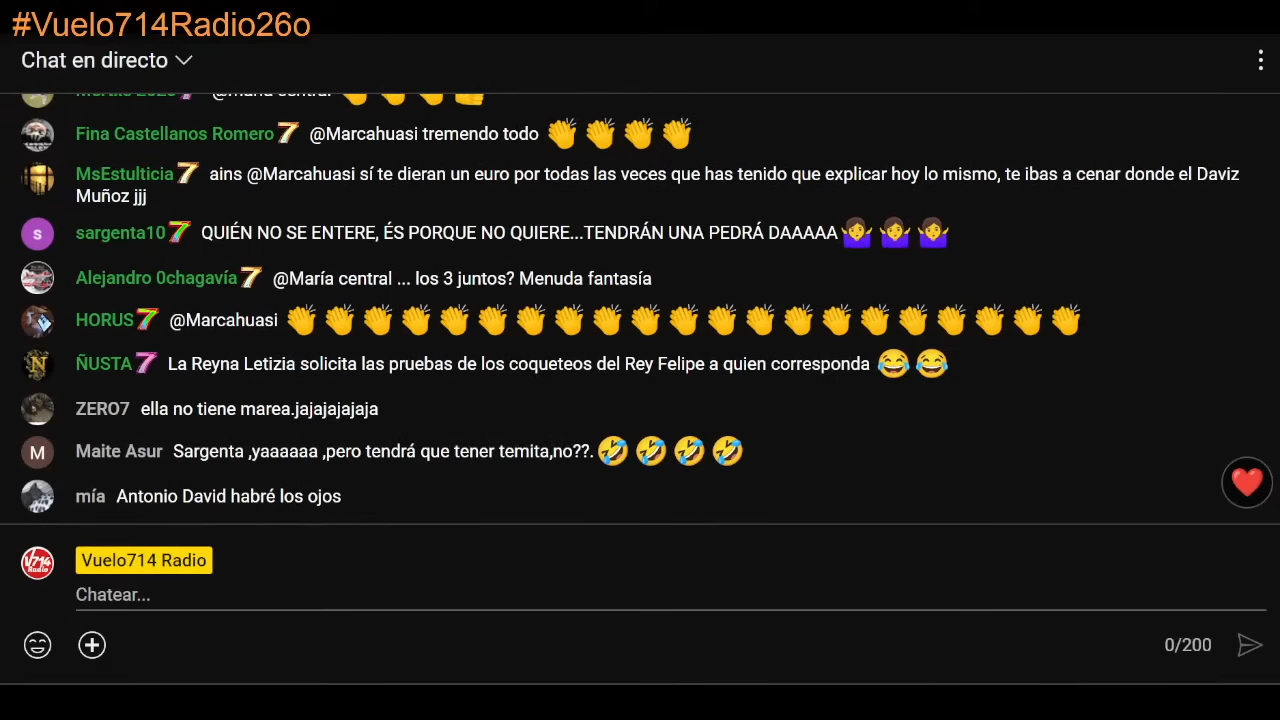 #Vuelo714Radio26o
Chat en directo
Fina Castellanos Romero 7 @Marcahuasi tremendo todo 👏👏👏👏
MsEstulticia 7 ains @Marcahuasi sí te dieran un euro por todas las veces que has tenido que explicar hoy lo mismo, te ibas a cenar donde el Daviz
Muñoz jjj
s sargenta10 7 QUIÉN NO SE ENTERE, ÉS PORQUE NO QUIERE...TENDRÁN UNA PEDRÁ DAAAAA🤷‍♀️🤷‍♀️🤷‍♀️
Alejandro 0chagavía 7 @María central ... los 3 juntos? Menuda fantasía
HORUS 7 @Marcahuasi 👏👏👏👏👏👏👏👏👏👏👏👏👏👏👏👏👏👏👏👏👏
N ÑUSTA 7 La Reyna Letizia solicita las pruebas de los coqueteos del Rey Felipe a quien corresponda 😂😂
ZERO7 ella no tiene marea.jajajajajaja
M Maite Asur Sargenta ,yaaaaaa ,pero tendrá que tener temita,no??.🤣🤣🤣🤣
mía Antonio David habré los ojos
V714 Radio Vuelo714 Radio
Chatear...
0/200